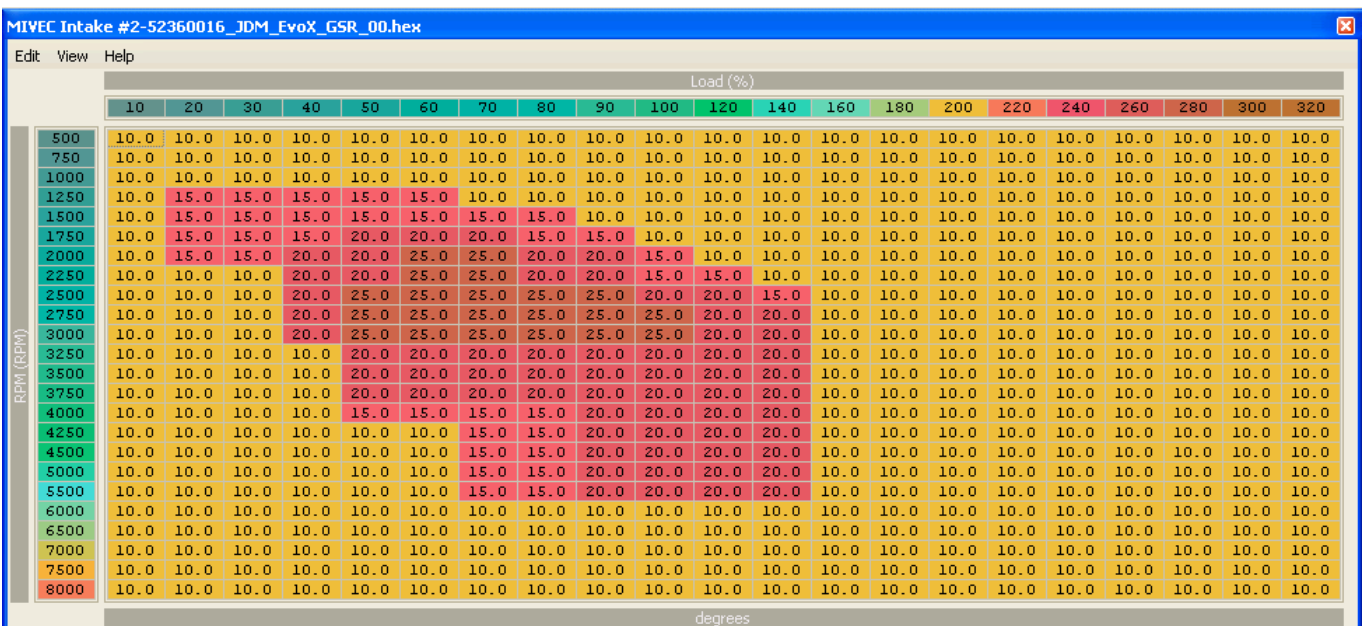 MIVEC Intake #2-52360016_JDM_EvoX_GSR_00.hex
Edit View Help
Load (%)
10 20 30 40 50 60 70 80 90 100 120 140 160 180 200 220 240 260 280 300 320
RPM (RPM)
500 10.0 10.0 10.0 10.0 10.0 10.0 10.0 10.0 10.0 10.0 10.0 10.0 10.0 10.0 10.0 10.0 10.0 10.0 10.0 10.0 10.0
750 10.0 10.0 10.0 10.0 10.0 10.0 10.0 10.0 10.0 10.0 10.0 10.0 10.0 10.0 10.0 10.0 10.0 10.0 10.0 10.0 10.0
1000 10.0 10.0 10.0 10.0 10.0 10.0 10.0 10.0 10.0 10.0 10.0 10.0 10.0 10.0 10.0 10.0 10.0 10.0 10.0 10.0 10.0
1250 10.0 15.0 15.0 15.0 15.0 15.0 10.0 10.0 10.0 10.0 10.0 10.0 10.0 10.0 10.0 10.0 10.0 10.0 10.0 10.0 10.0
1500 10.0 15.0 15.0 15.0 15.0 15.0 15.0 15.0 10.0 10.0 10.0 10.0 10.0 10.0 10.0 10.0 10.0 10.0 10.0 10.0 10.0
1750 10.0 15.0 15.0 15.0 20.0 20.0 20.0 15.0 15.0 10.0 10.0 10.0 10.0 10.0 10.0 10.0 10.0 10.0 10.0 10.0 10.0
2000 10.0 15.0 15.0 20.0 20.0 25.0 25.0 20.0 20.0 15.0 10.0 10.0 10.0 10.0 10.0 10.0 10.0 10.0 10.0 10.0 10.0
2250 10.0 10.0 10.0 20.0 20.0 25.0 25.0 20.0 20.0 15.0 15.0 10.0 10.0 10.0 10.0 10.0 10.0 10.0 10.0 10.0 10.0
2500 10.0 10.0 10.0 20.0 25.0 25.0 25.0 25.0 25.0 20.0 20.0 15.0 10.0 10.0 10.0 10.0 10.0 10.0 10.0 10.0 10.0
2750 10.0 10.0 10.0 20.0 25.0 25.0 25.0 25.0 25.0 25.0 20.0 20.0 10.0 10.0 10.0 10.0 10.0 10.0 10.0 10.0 10.0
3000 10.0 10.0 10.0 20.0 25.0 25.0 25.0 25.0 25.0 25.0 20.0 20.0 10.0 10.0 10.0 10.0 10.0 10.0 10.0 10.0 10.0
3250 10.0 10.0 10.0 10.0 20.0 20.0 20.0 20.0 20.0 20.0 20.0 20.0 10.0 10.0 10.0 10.0 10.0 10.0 10.0 10.0 10.0
3500 10.0 10.0 10.0 10.0 20.0 20.0 20.0 20.0 20.0 20.0 20.0 20.0 10.0 10.0 10.0 10.0 10.0 10.0 10.0 10.0 10.0
3750 10.0 10.0 10.0 10.0 20.0 20.0 20.0 20.0 20.0 20.0 20.0 20.0 10.0 10.0 10.0 10.0 10.0 10.0 10.0 10.0 10.0
4000 10.0 10.0 10.0 10.0 15.0 15.0 15.0 15.0 20.0 20.0 20.0 20.0 10.0 10.0 10.0 10.0 10.0 10.0 10.0 10.0 10.0
4250 10.0 10.0 10.0 10.0 10.0 10.0 15.0 15.0 20.0 20.0 20.0 20.0 10.0 10.0 10.0 10.0 10.0 10.0 10.0 10.0 10.0
4500 10.0 10.0 10.0 10.0 10.0 10.0 15.0 15.0 20.0 20.0 20.0 20.0 10.0 10.0 10.0 10.0 10.0 10.0 10.0 10.0 10.0
5000 10.0 10.0 10.0 10.0 10.0 10.0 15.0 15.0 20.0 20.0 20.0 20.0 10.0 10.0 10.0 10.0 10.0 10.0 10.0 10.0 10.0
5500 10.0 10.0 10.0 10.0 10.0 10.0 15.0 15.0 20.0 20.0 20.0 20.0 10.0 10.0 10.0 10.0 10.0 10.0 10.0 10.0 10.0
6000 10.0 10.0 10.0 10.0 10.0 10.0 10.0 10.0 10.0 10.0 10.0 10.0 10.0 10.0 10.0 10.0 10.0 10.0 10.0 10.0 10.0
6500 10.0 10.0 10.0 10.0 10.0 10.0 10.0 10.0 10.0 10.0 10.0 10.0 10.0 10.0 10.0 10.0 10.0 10.0 10.0 10.0 10.0
7000 10.0 10.0 10.0 10.0 10.0 10.0 10.0 10.0 10.0 10.0 10.0 10.0 10.0 10.0 10.0 10.0 10.0 10.0 10.0 10.0 10.0
7500 10.0 10.0 10.0 10.0 10.0 10.0 10.0 10.0 10.0 10.0 10.0 10.0 10.0 10.0 10.0 10.0 10.0 10.0 10.0 10.0 10.0
8000 10.0 10.0 10.0 10.0 10.0 10.0 10.0 10.0 10.0 10.0 10.0 10.0 10.0 10.0 10.0 10.0 10.0 10.0 10.0 10.0 10.0
degrees